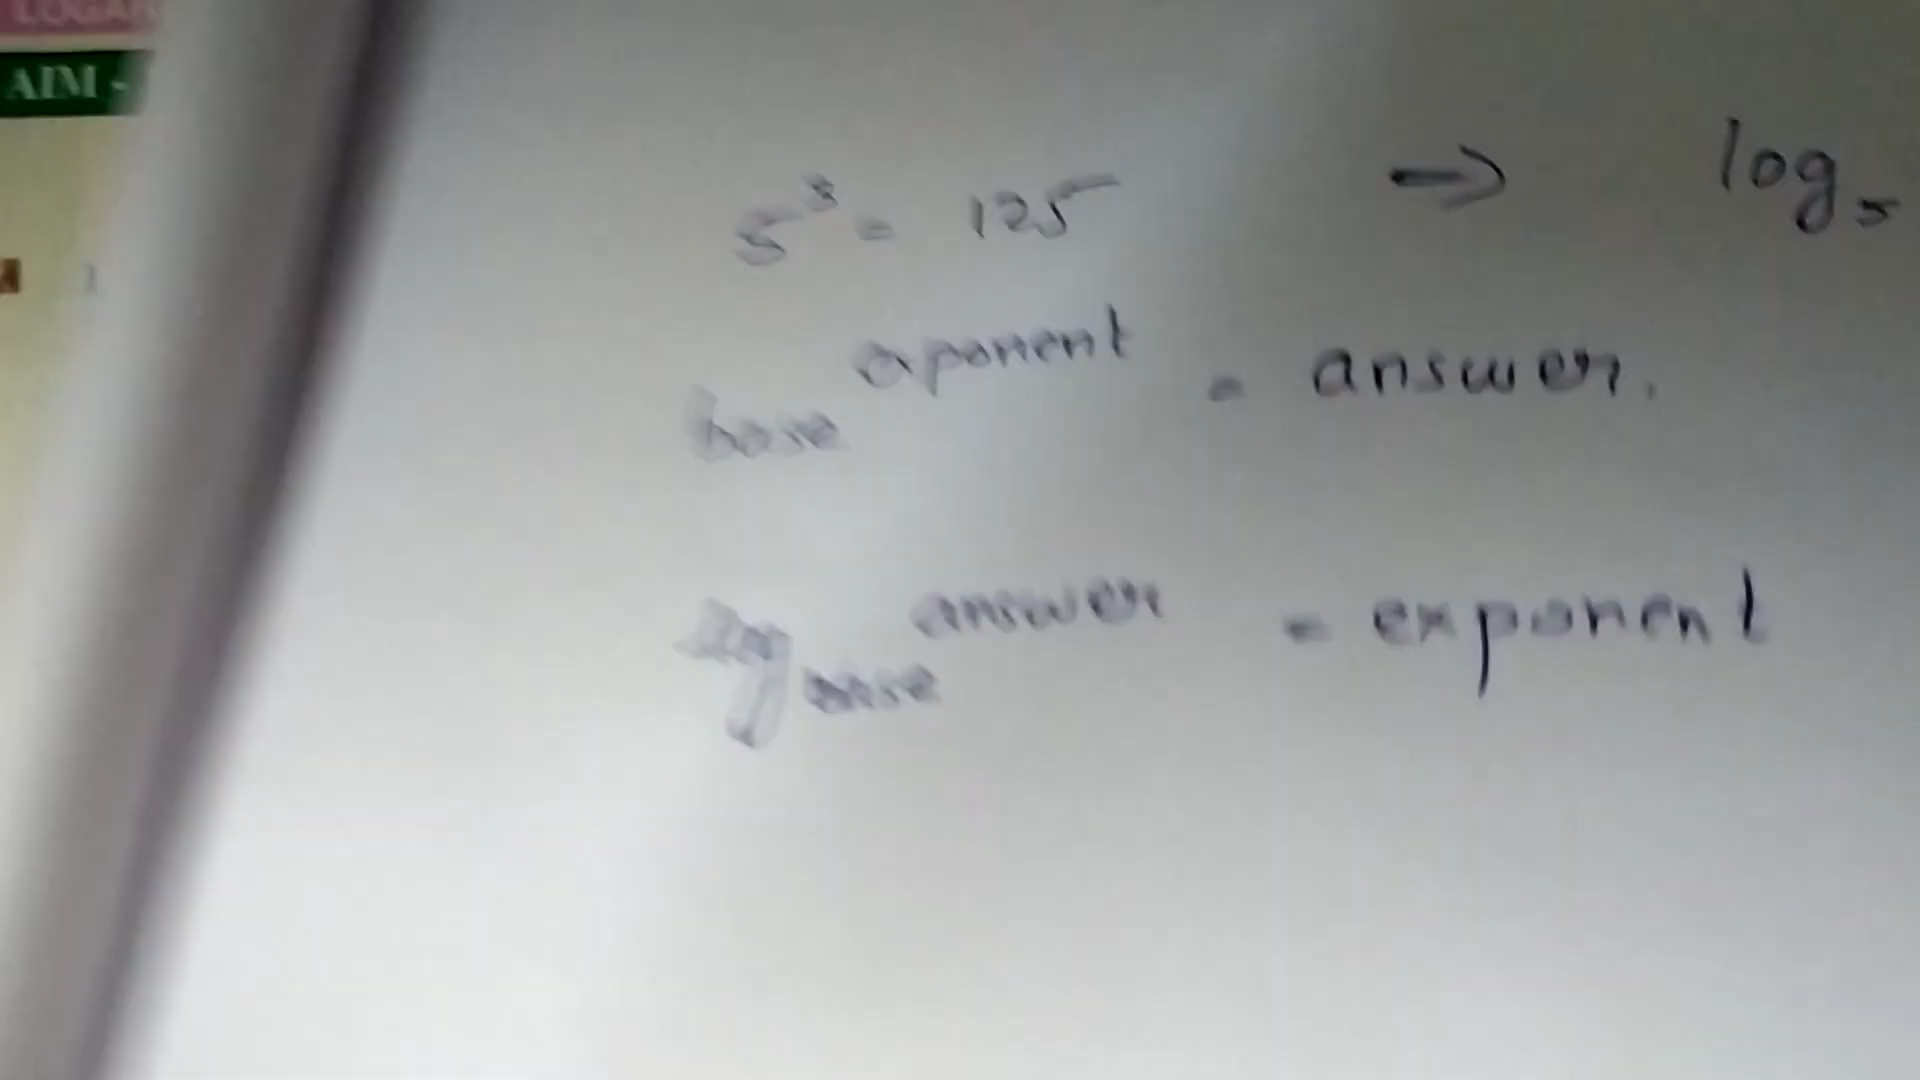 LOGAR
AIM -
5³ = 125 → log₅
base^exponent = answer.
log_base answer = exponent